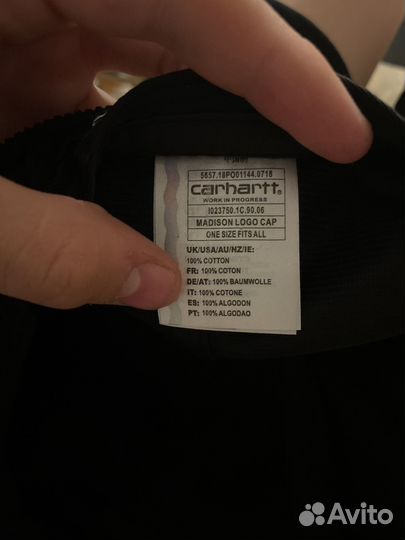 5657.18PO01144.0718
carhartt.
WORK IN PROGRESS
I023750.1C.90.06
MADISON LOGO CAP
ONE SIZE FITS ALL
UK/USA/AU/NZ/IE:
100% COTTON
FR: 100% COTON
DE/AT: 100% BAUMWOLLE
IT: 100% COTONE
ES: 100% ALGODON
PT: 100% ALGODAO
Avito